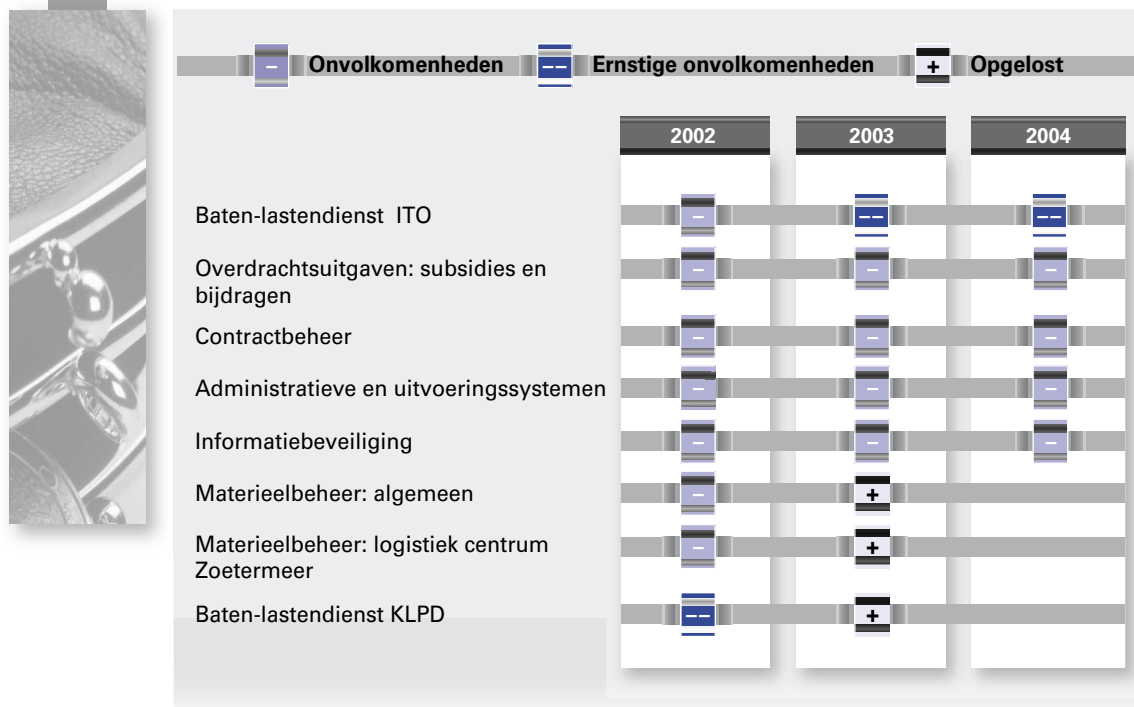 – Onvolkomenheden –– Ernstige onvolkomenheden + Opgelost
2002 2003 2004
Baten-lastendienst ITO – –– ––
Overdrachtsuitgaven: subsidies en
bijdragen – – –
Contractbeheer – – –
Administratieve en uitvoeringssystemen – – –
Informatiebeveiliging – – –
Materieelbeheer: algemeen – +
Materieelbeheer: logistiek centrum
Zoetermeer – +
Baten-lastendienst KLPD –– +